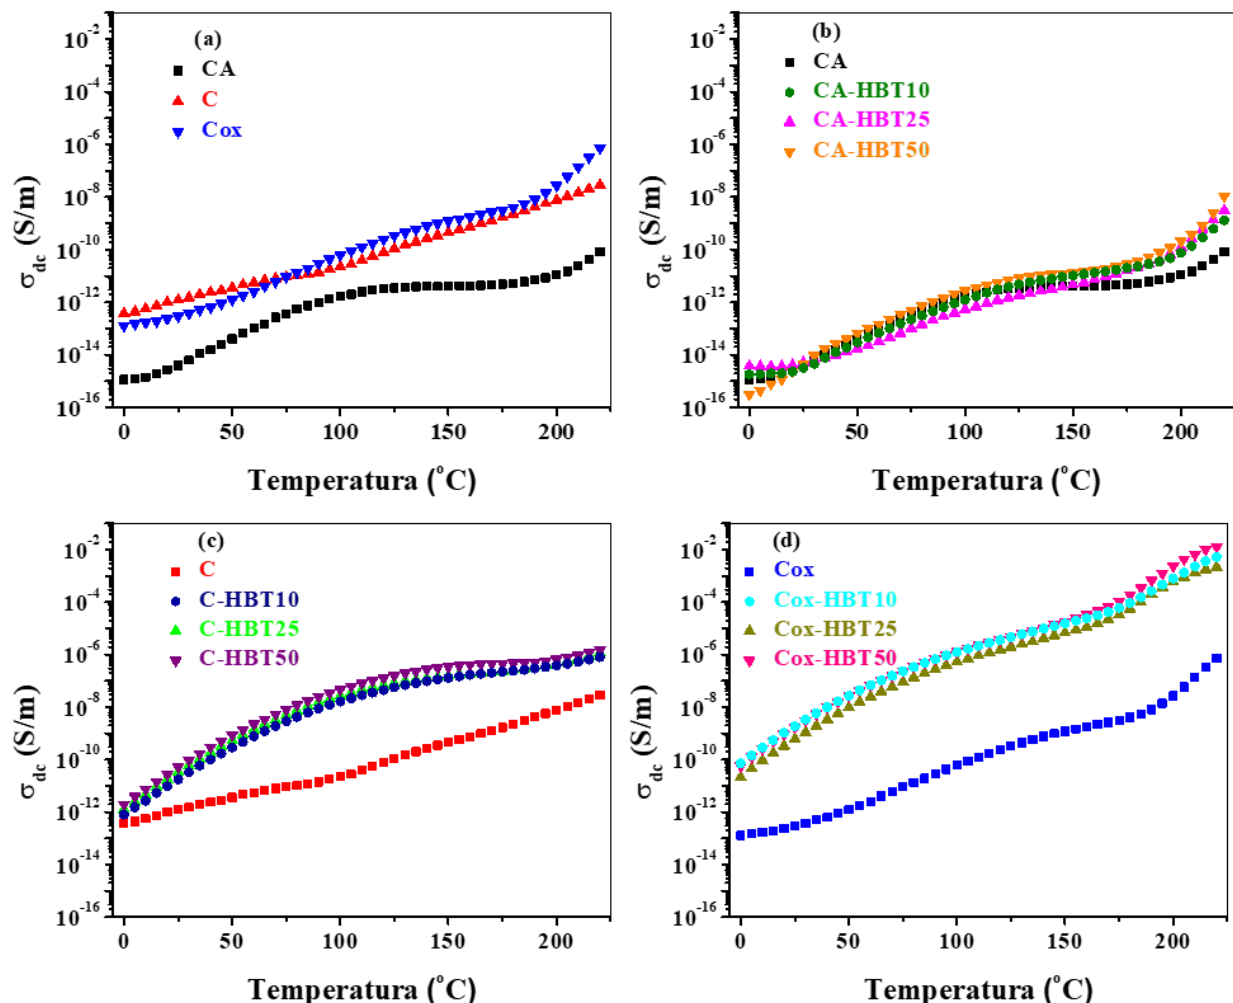 (a)
CA
C
Cox
10⁻²
10⁻⁴
10⁻⁶
10⁻⁸
10⁻¹⁰
10⁻¹²
10⁻¹⁴
10⁻¹⁶
σdc (S/m)
0 50 100 150 200
Temperatura (°C)
(b)
CA
CA-HBT10
CA-HBT25
CA-HBT50
10⁻²
10⁻⁴
10⁻⁶
10⁻⁸
10⁻¹⁰
10⁻¹²
10⁻¹⁴
10⁻¹⁶
σdc (S/m)
0 50 100 150 200
Temperatura (°C)
(c)
C
C-HBT10
C-HBT25
C-HBT50
10⁻²
10⁻⁴
10⁻⁶
10⁻⁸
10⁻¹⁰
10⁻¹²
10⁻¹⁴
10⁻¹⁶
σdc (S/m)
0 50 100 150 200
Temperatura (°C)
(d)
Cox
Cox-HBT10
Cox-HBT25
Cox-HBT50
10⁻²
10⁻⁴
10⁻⁶
10⁻⁸
10⁻¹⁰
10⁻¹²
10⁻¹⁴
10⁻¹⁶
σdc (S/m)
0 50 100 150 200
Temperatura (°C)